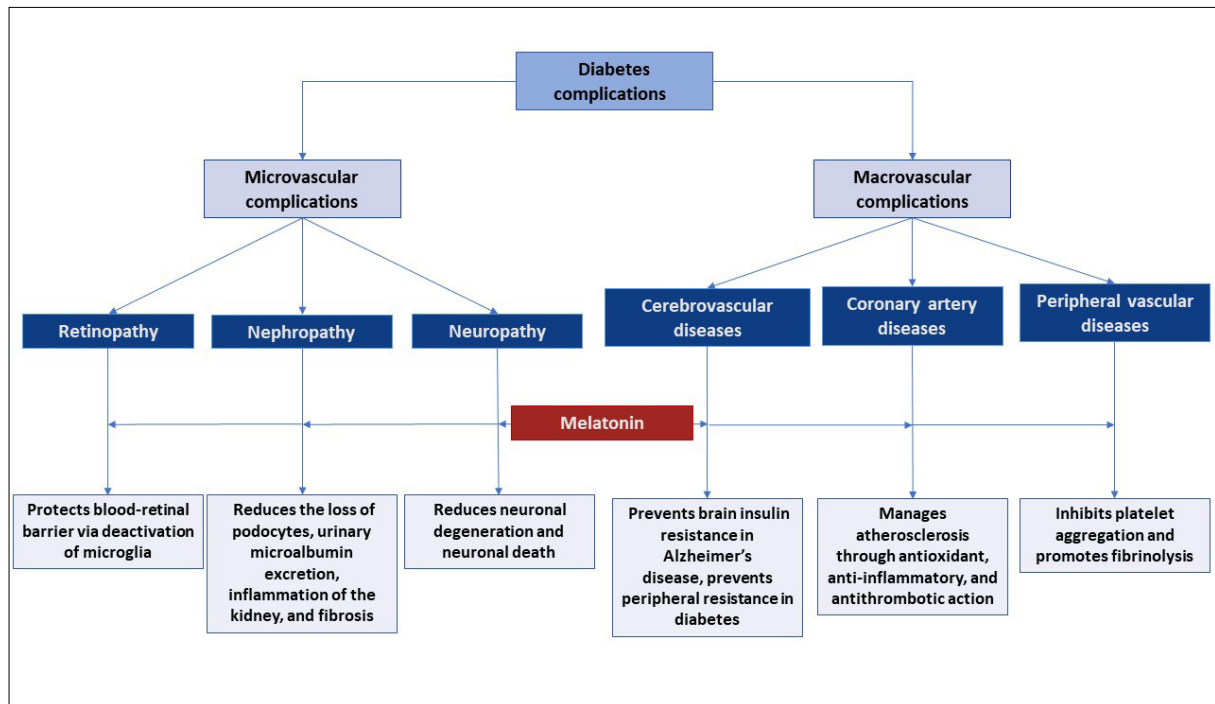 Diabetes
complications
Microvascular
complications
Macrovascular
complications
Retinopathy
Nephropathy
Neuropathy
Cerebrovascular
diseases
Coronary artery
diseases
Peripheral vascular
diseases
Melatonin
Protects blood-retinal
barrier via deactivation
of microglia
Reduces the loss of
podocytes, urinary
microalbumin
excretion,
inflammation of the
kidney, and fibrosis
Reduces neuronal
degeneration and
neuronal death
Prevents brain insulin
resistance in
Alzheimer’s
disease, prevents
peripheral resistance in
diabetes
Manages
atherosclerosis
through antioxidant,
anti-inflammatory, and
antithrombotic action
Inhibits platelet
aggregation and
promotes fibrinolysis